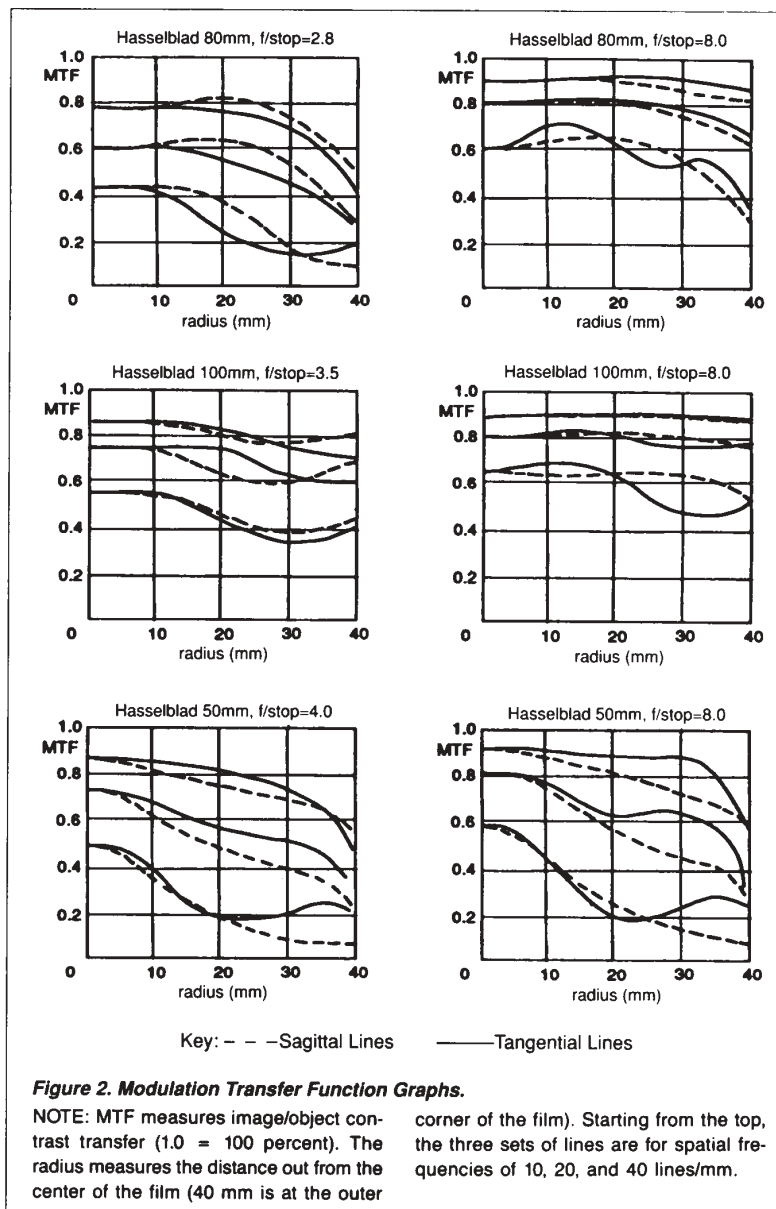 Hasselblad 80mm, f/stop=2.8
1.0
MTF
0.8
0.6
0.4
0.2
0
10
20
30
40
radius (mm)
Hasselblad 80mm, f/stop=8.0
1.0
MTF
0.8
0.6
0.4
0.2
0
10
20
30
40
radius (mm)
Hasselblad 100mm, f/stop=3.5
1.0
MTF
0.8
0.6
0.4
0.2
0
10
20
30
40
radius (mm)
Hasselblad 100mm, f/stop=8.0
1.0
MTF
0.8
0.6
0.4
0.2
0
10
20
30
40
radius (mm)
Hasselblad 50mm, f/stop=4.0
1.0
MTF
0.8
0.6
0.4
0.2
0
10
20
30
40
radius (mm)
Hasselblad 50mm, f/stop=8.0
1.0
MTF
0.8
0.6
0.4
0.2
0
10
20
30
40
radius (mm)
Key: – – – Sagittal Lines ——Tangential Lines
Figure 2. Modulation Transfer Function Graphs.
NOTE: MTF measures image/object con-
trast transfer (1.0 = 100 percent). The
radius measures the distance out from the
center of the film (40 mm is at the outer
corner of the film). Starting from the top,
the three sets of lines are for spatial fre-
quencies of 10, 20, and 40 lines/mm.